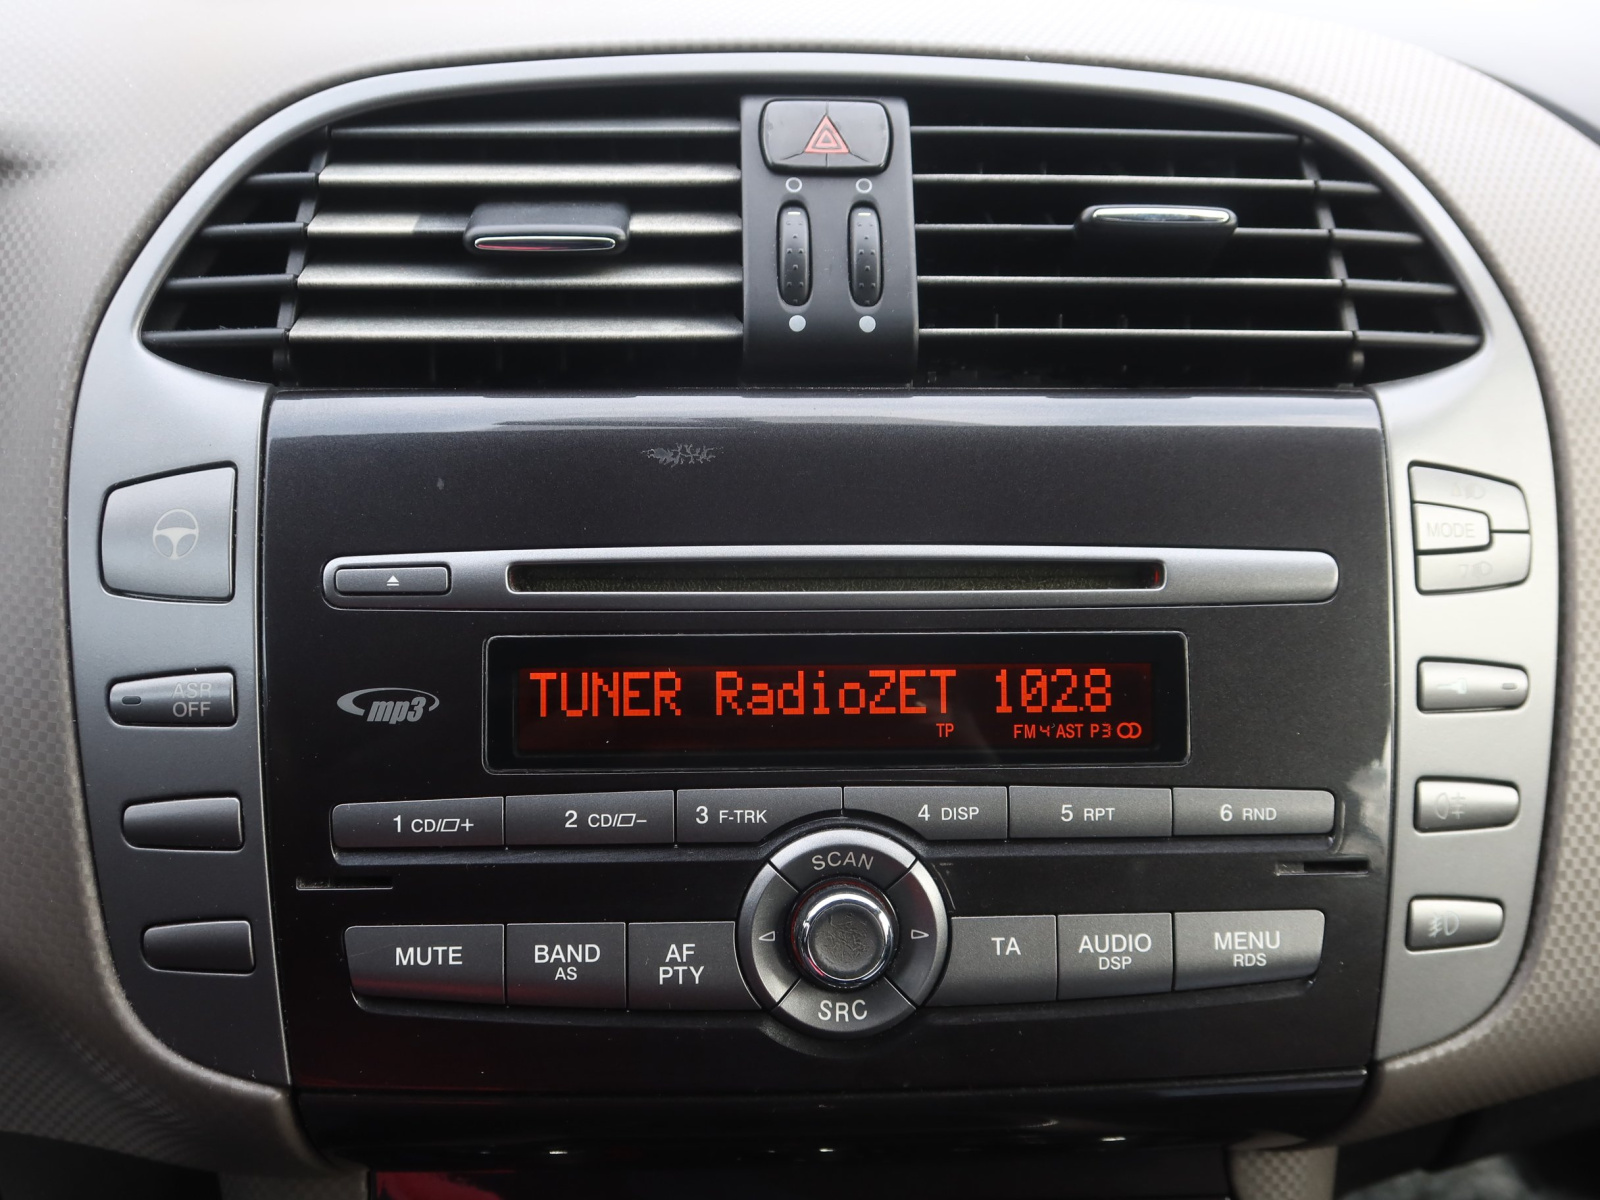 MODE
ASR
OFF
mp3
TUNER RadioZET 102.8
TP FM 4 AST P3
1 CD/▱+ 2 CD/▱- 3 F-TRK 4 DISP 5 RPT 6 RND
SCAN
MUTE
BAND
AS
AF
PTY
TA
AUDIO
DSP
MENU
RDS
SRC